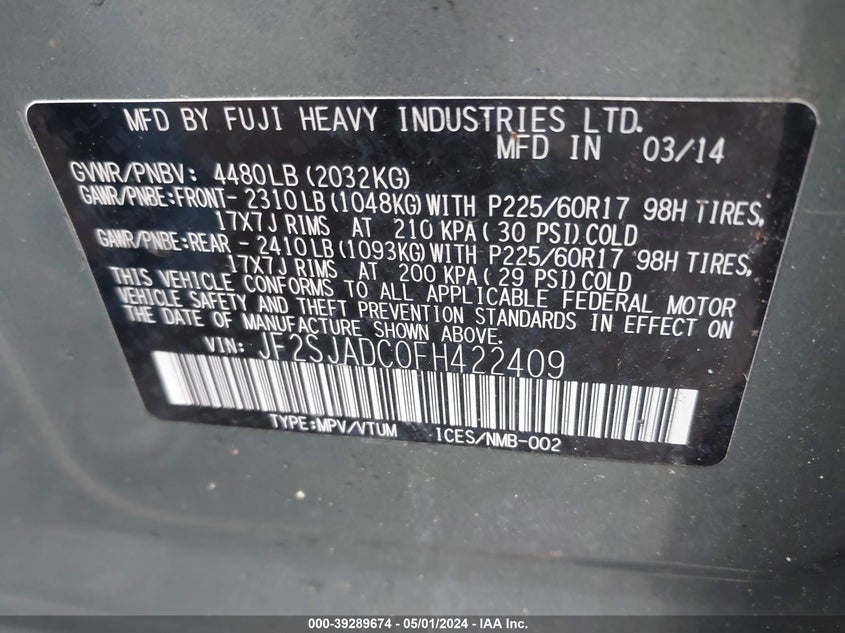 MFD BY FUJI HEAVY INDUSTRIES LTD.
MFD IN 03/14
GVWR/PNBV: 4480LB(2032KG)
GAWR/PNBE:FRONT- 2310LB(1048KG)WITH P225/60R17 98H TIRES,
17X7J RIMS AT 210 KPA(30 PSI)COLD
GAWR/PNBE:REAR - 2410LB(1093KG)WITH P225/60R17 98H TIRES,
17X7J RIMS AT 200 KPA(29 PSI)COLD
THIS VEHICLE CONFORMS TO ALL APPLICABLE FEDERAL MOTOR
VEHICLE SAFETY AND THEFT PREVENTION STANDARDS IN EFFECT ON
THE DATE OF MANUFACTURE SHOWN ABOVE.
VIN: JF2SJADC0FH422409
TYPE:MPV/VTUM ICES/NMB-002
000-39289674 - 05/01/2024 - IAA Inc.